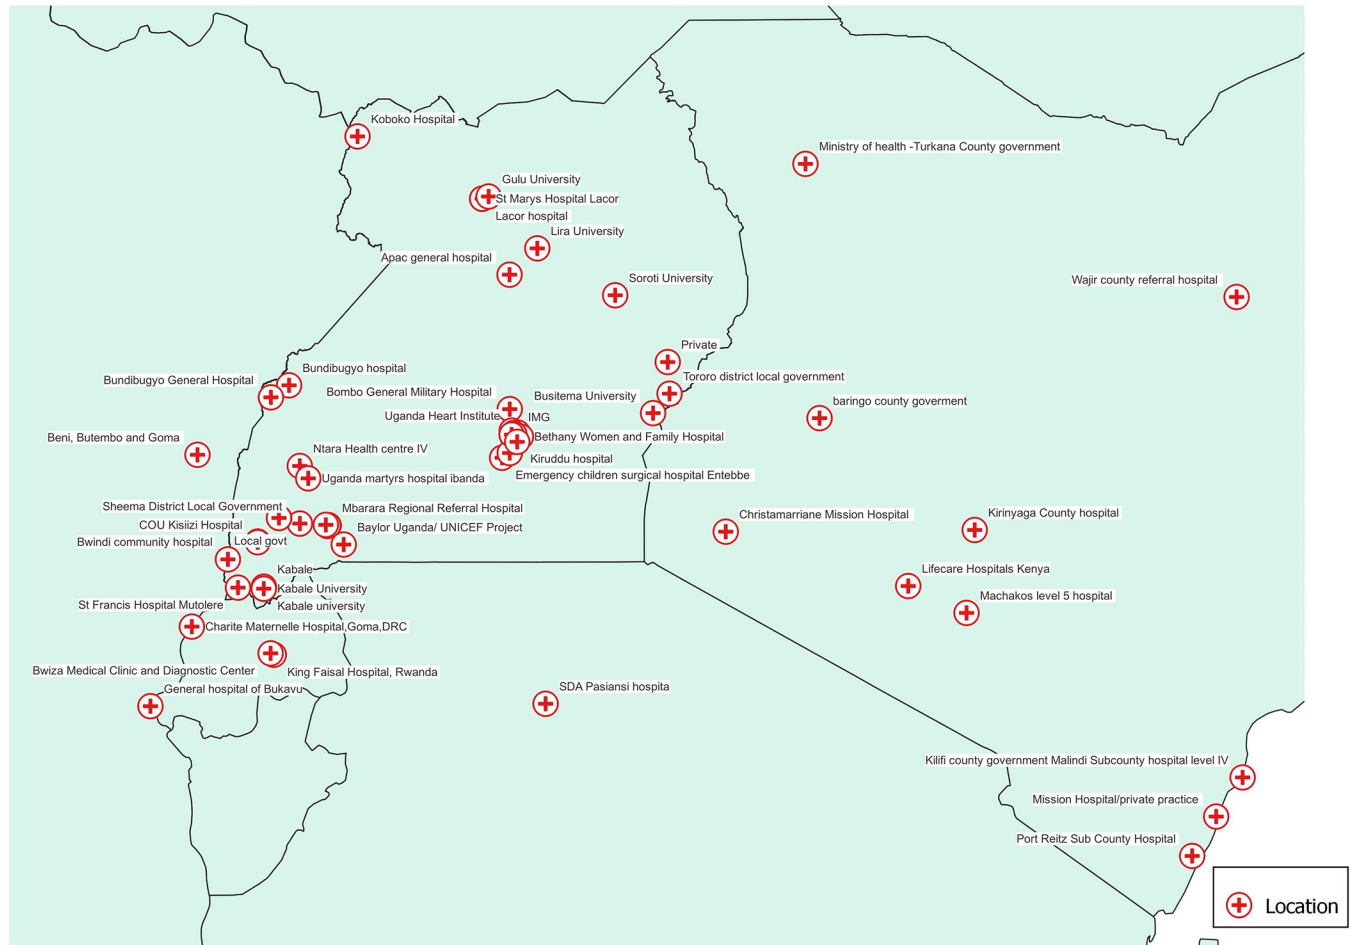 Koboko Hospital
Ministry of health -Turkana County government
Gulu University
St Marys Hospital Lacor
Lacor hospital
Lira University
Apac general hospital
Soroti University
Wajir county referral hospital
Private
Bundibugyo hospital
Bundibugyo General Hospital
Tororo district local government
Bombo General Military Hospital
Busitema University
baringo county goverment
Uganda Heart Institute
IMG
Beni, Butembo and Goma
Bethany Women and Family Hospital
Ntara Health centre IV
Kiruddu hospital
Uganda martyrs hospital ibanda
Emergency children surgical hospital Entebbe
Sheema District Local Government
Mbarara Regional Referral Hospital
Christamarriane Mission Hospital
Kirinyaga County hospital
COU Kisiizi Hospital
Baylor Uganda/ UNICEF Project
Bwindi community hospital
Local govt
Kabale
Lifecare Hospitals Kenya
Kabale University
Machakos level 5 hospital
St Francis Hospital Mutolere
Kabale university
Charite Maternelle Hospital,Goma,DRC
Bwiza Medical Clinic and Diagnostic Center
King Faisal Hospital, Rwanda
General hospital of Bukavu
SDA Pasiansi hospita
Kilifi county government Malindi Subcounty hospital level IV
Mission Hospital/private practice
Port Reitz Sub County Hospital
Location